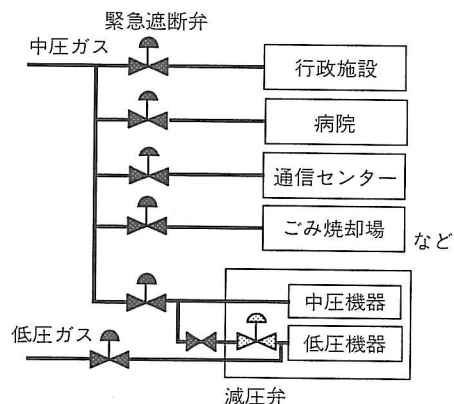 緊急遮断弁
中圧ガス
行政施設
病院
通信センター
ごみ焼却場
など
中圧機器
低圧ガス
低圧機器
減圧弁